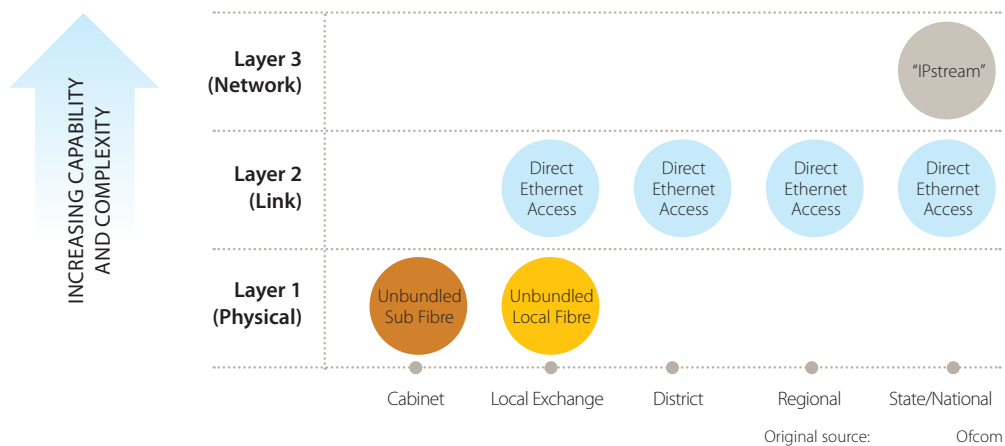 INCREASING CAPABILITY
AND COMPLEXITY
Layer 3
(Network)
“IPstream”
Layer 2
(Link)
Direct
Ethernet
Access
Direct
Ethernet
Access
Direct
Ethernet
Access
Direct
Ethernet
Access
Layer 1
(Physical)
Unbundled
Sub Fibre
Unbundled
Local Fibre
Cabinet
Local Exchange
District
Regional
State/National
Original source: Ofcom